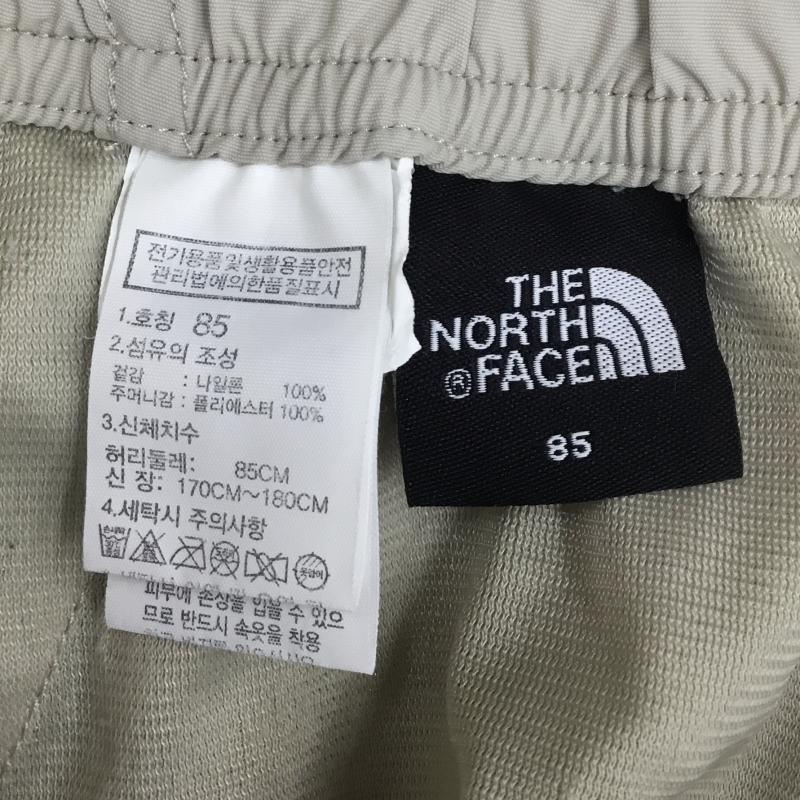 전기용품및생활용품안전
관리법에의한품질표시
1.호칭 85
2.섬유의 조성
겉감 : 나일론 100%
주머니감 : 폴리에스터 100%
3.신체치수
허리둘레: 85CM
신 장: 170CM~180CM
4.세탁시 주의사항
피부에 손상을 입을 수 있으
므로 반드시 속옷을 착용
THE
NORTH
® FACE
85